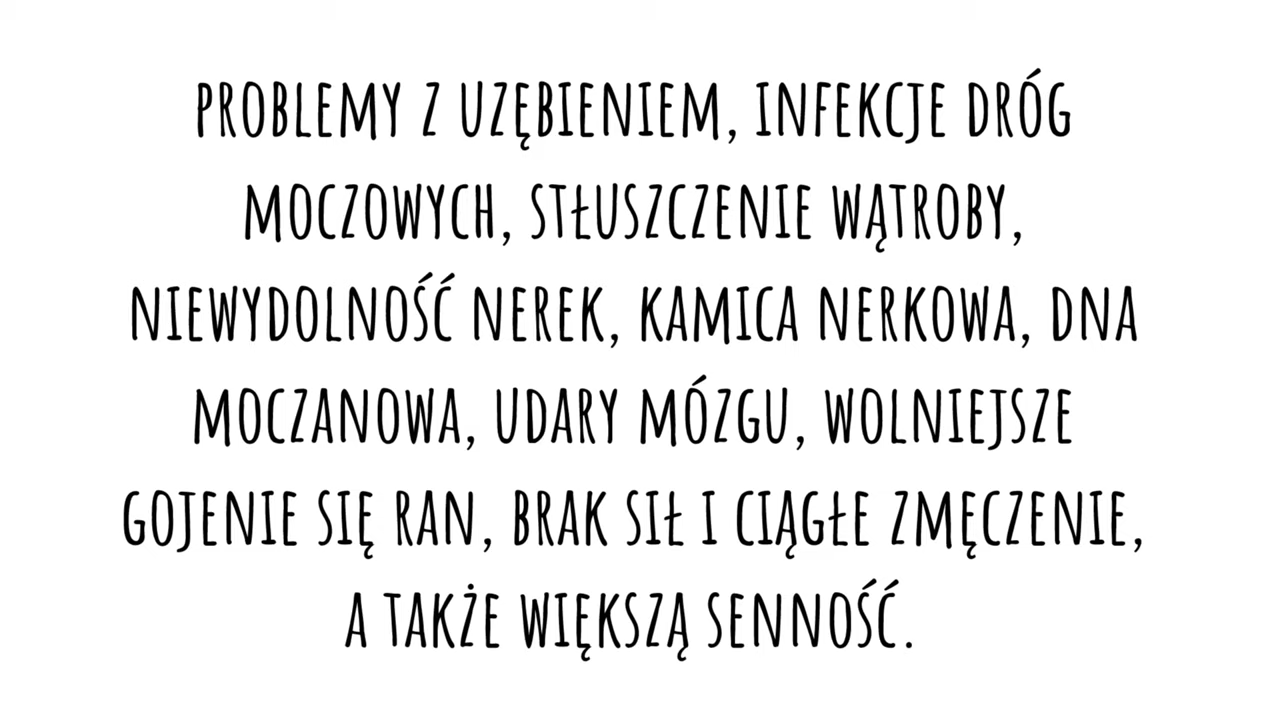 PROBLEMY Z UZĘBIENIEM, INFEKCJE DRÓG
MOCZOWYCH, STŁUSZCZENIE WĄTROBY,
NIEWYDOLNOŚĆ NEREK, KAMICA NERKOWA, DNA
MOCZANOWA, UDARY MÓZGU, WOLNIEJSZE
GOJENIE SIĘ RAN, BRAK SIŁ I CIĄGŁE ZMĘCZENIE,
A TAKŻE WIĘKSZĄ SENNOŚĆ.